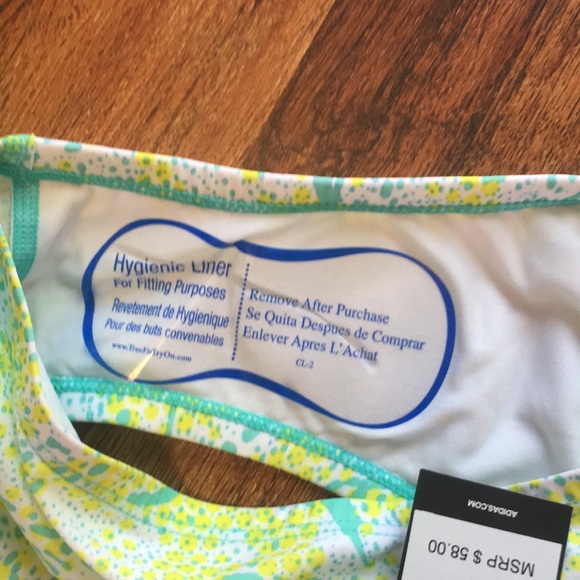 Hygienic Liner
For Fitting Purposes
Revetement de Hygienique
Pour des buts convenables
www.TrueFitTryOn.com
Remove After Purchase
Se Quita Despues de Comprar
Enlever Apres L'Achat
CL-2
ADIDAS.COM
MSRP $ 58.00